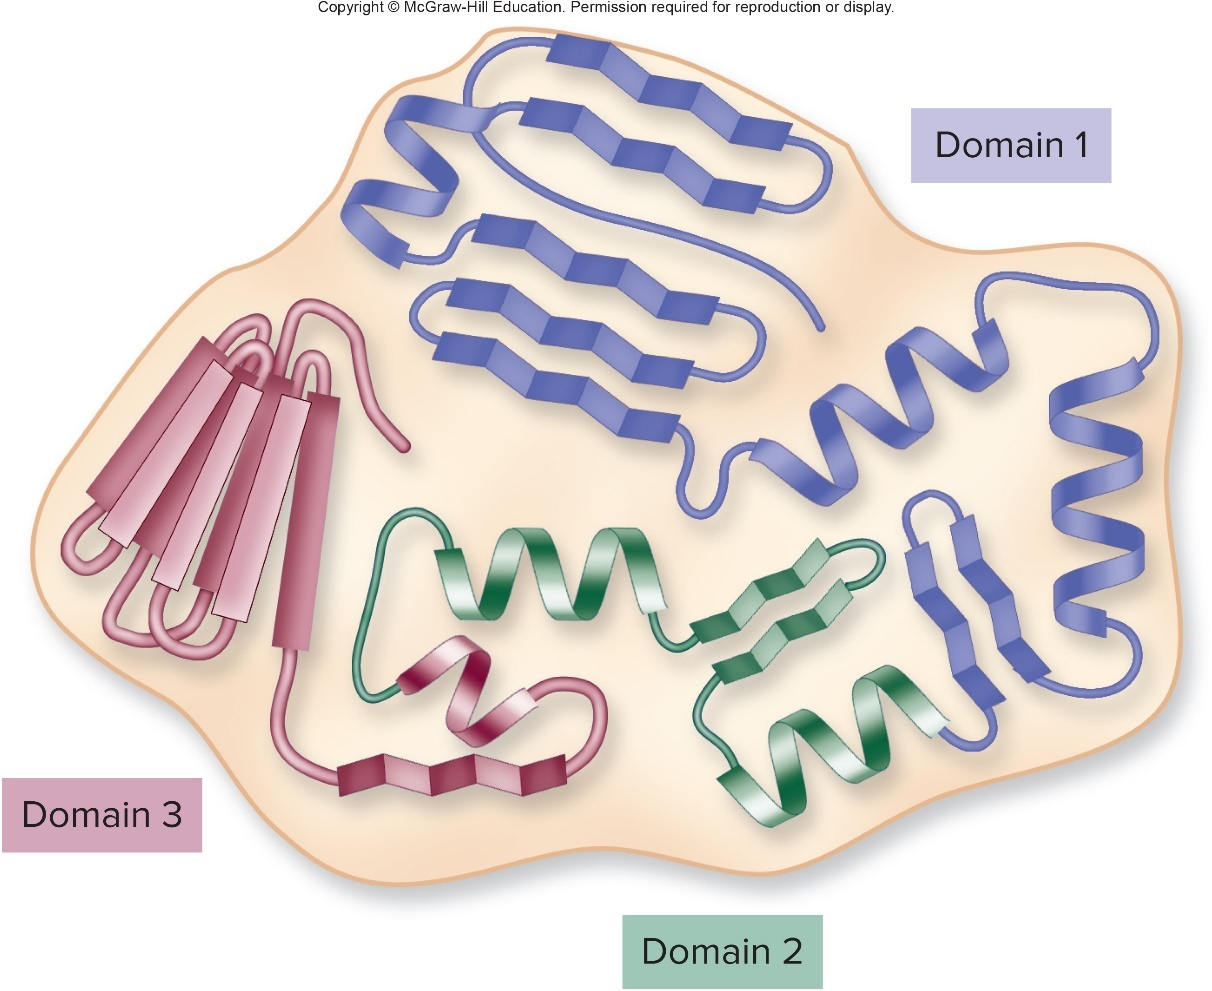 Copyright © McGraw-Hill Education. Permission required for reproduction or display.
Domain 1
Domain 3
Domain 2